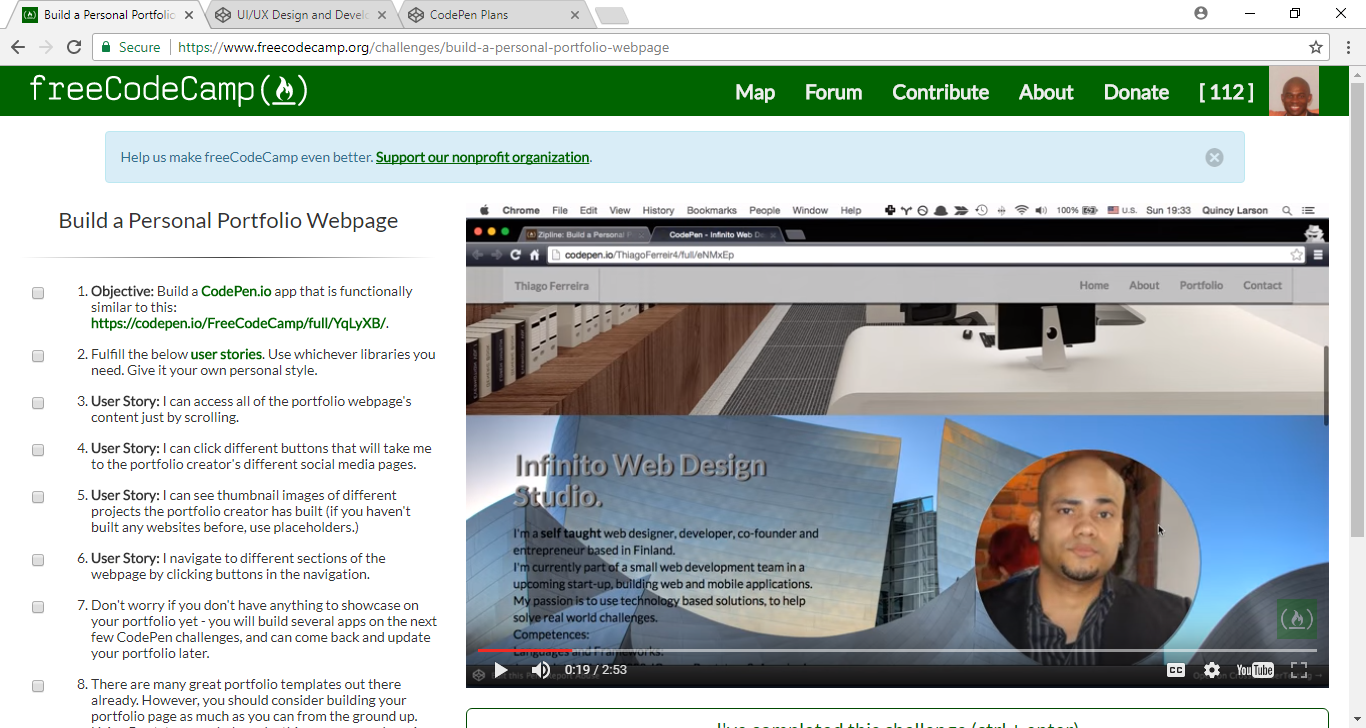 Build a Personal Portfolio
UI/UX Design and Develo
CodePen Plans
Secure
https://www.freecodecamp.org/challenges/build-a-personal-portfolio-webpage
freeCodeCamp
Map Forum Contribute About Donate [ 112 ]
Help us make freeCodeCamp even better. Support our nonprofit organization.
Build a Personal Portfolio Webpage
1. Objective: Build a CodePen.io app that is functionally
similar to this:
https://codepen.io/FreeCodeCamp/full/YqLyXB/.
2. Fulfill the below user stories. Use whichever libraries you
need. Give it your own personal style.
3. User Story: I can access all of the portfolio webpage's
content just by scrolling.
4. User Story: I can click different buttons that will take me
to the portfolio creator's different social media pages.
5. User Story: I can see thumbnail images of different
projects the portfolio creator has built (if you haven't
built any websites before, use placeholders.)
6. User Story: I navigate to different sections of the
webpage by clicking buttons in the navigation.
7. Don't worry if you don't have anything to showcase on
your portfolio yet - you will build several apps on the next
few CodePen challenges, and can come back and update
your portfolio later.
8. There are many great portfolio templates out there
already. However, you should consider building your
portfolio page as much as you can from the ground up.
Chrome File Edit View History Bookmarks People Window Help 100% U.S. Sun 19:33 Quincy Larson
Zipline: Build a Personal P
CodePen - Infinito Web De
codepen.io/ThiagoFerreir4/full/eNMxEp
Thiago Ferreira
Home About Portfolio Contact
Infinito Web Design
Studio.
I'm a self taught web designer, developer, co-founder and
entrepreneur based in Finland.
I'm currently part of a small web development team in a
upcoming start-up, building web and mobile applications.
My passion is to use technology based solutions, to help
solve real world challenges.
Competences:
Languages and Frameworks:
0:19 / 2:53
CC
YouTube
I've completed this challenge (ctrl + enter)